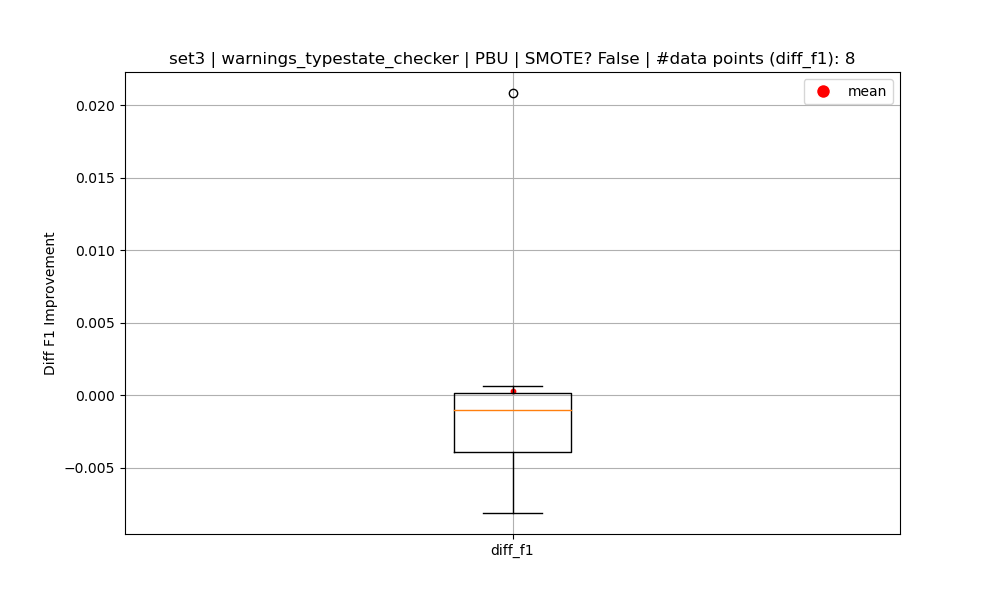 set3 | warnings_typestate_checker | PBU | SMOTE? False | #data points (diff_f1): 8
mean
0.020
0.015
0.010
0.005
0.000
−0.005
Diff F1 Improvement
diff_f1